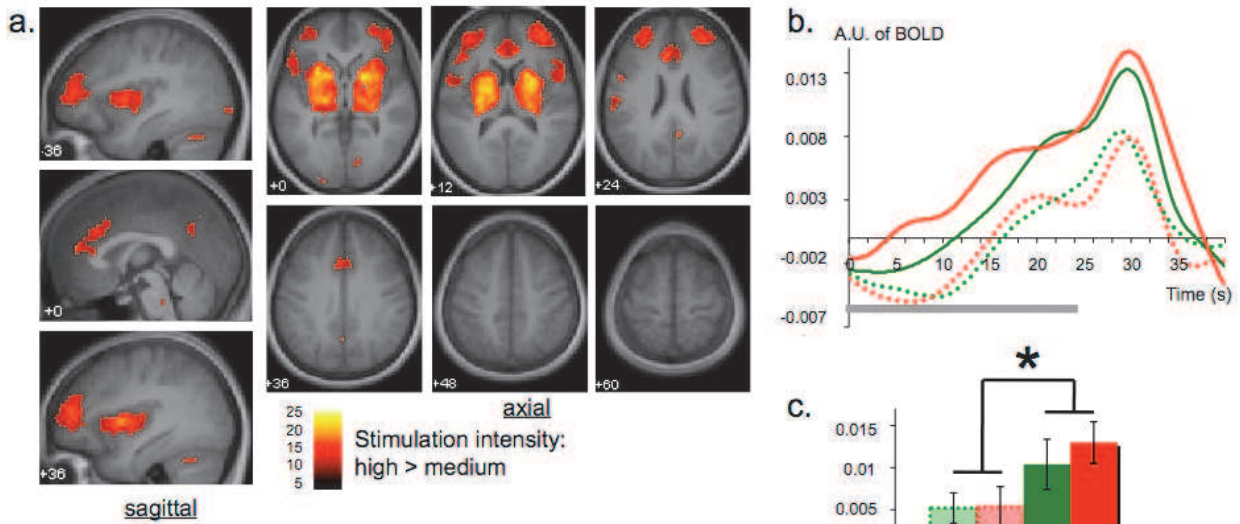 a.
-36
+0
+36
sagittal
+0
+12
+24
+36
+48
+60
axial
25
20
15
10
5
Stimulation intensity:
high > medium
b.
A.U. of BOLD
0.013
0.008
0.003
-0.002
-0.007
0 5 10 15 20 25 30 35
Time (s)
*
c.
0.015
0.01
0.005